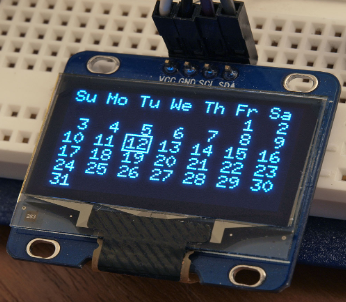 VCC GND SCL SDA
Su Mo Tu We Th Fr Sa
1 2
3 4 5 6 7 8 9
10 11 12 13 14 15 16
17 18 19 20 21 22 23
24 25 26 27 28 29 30
31